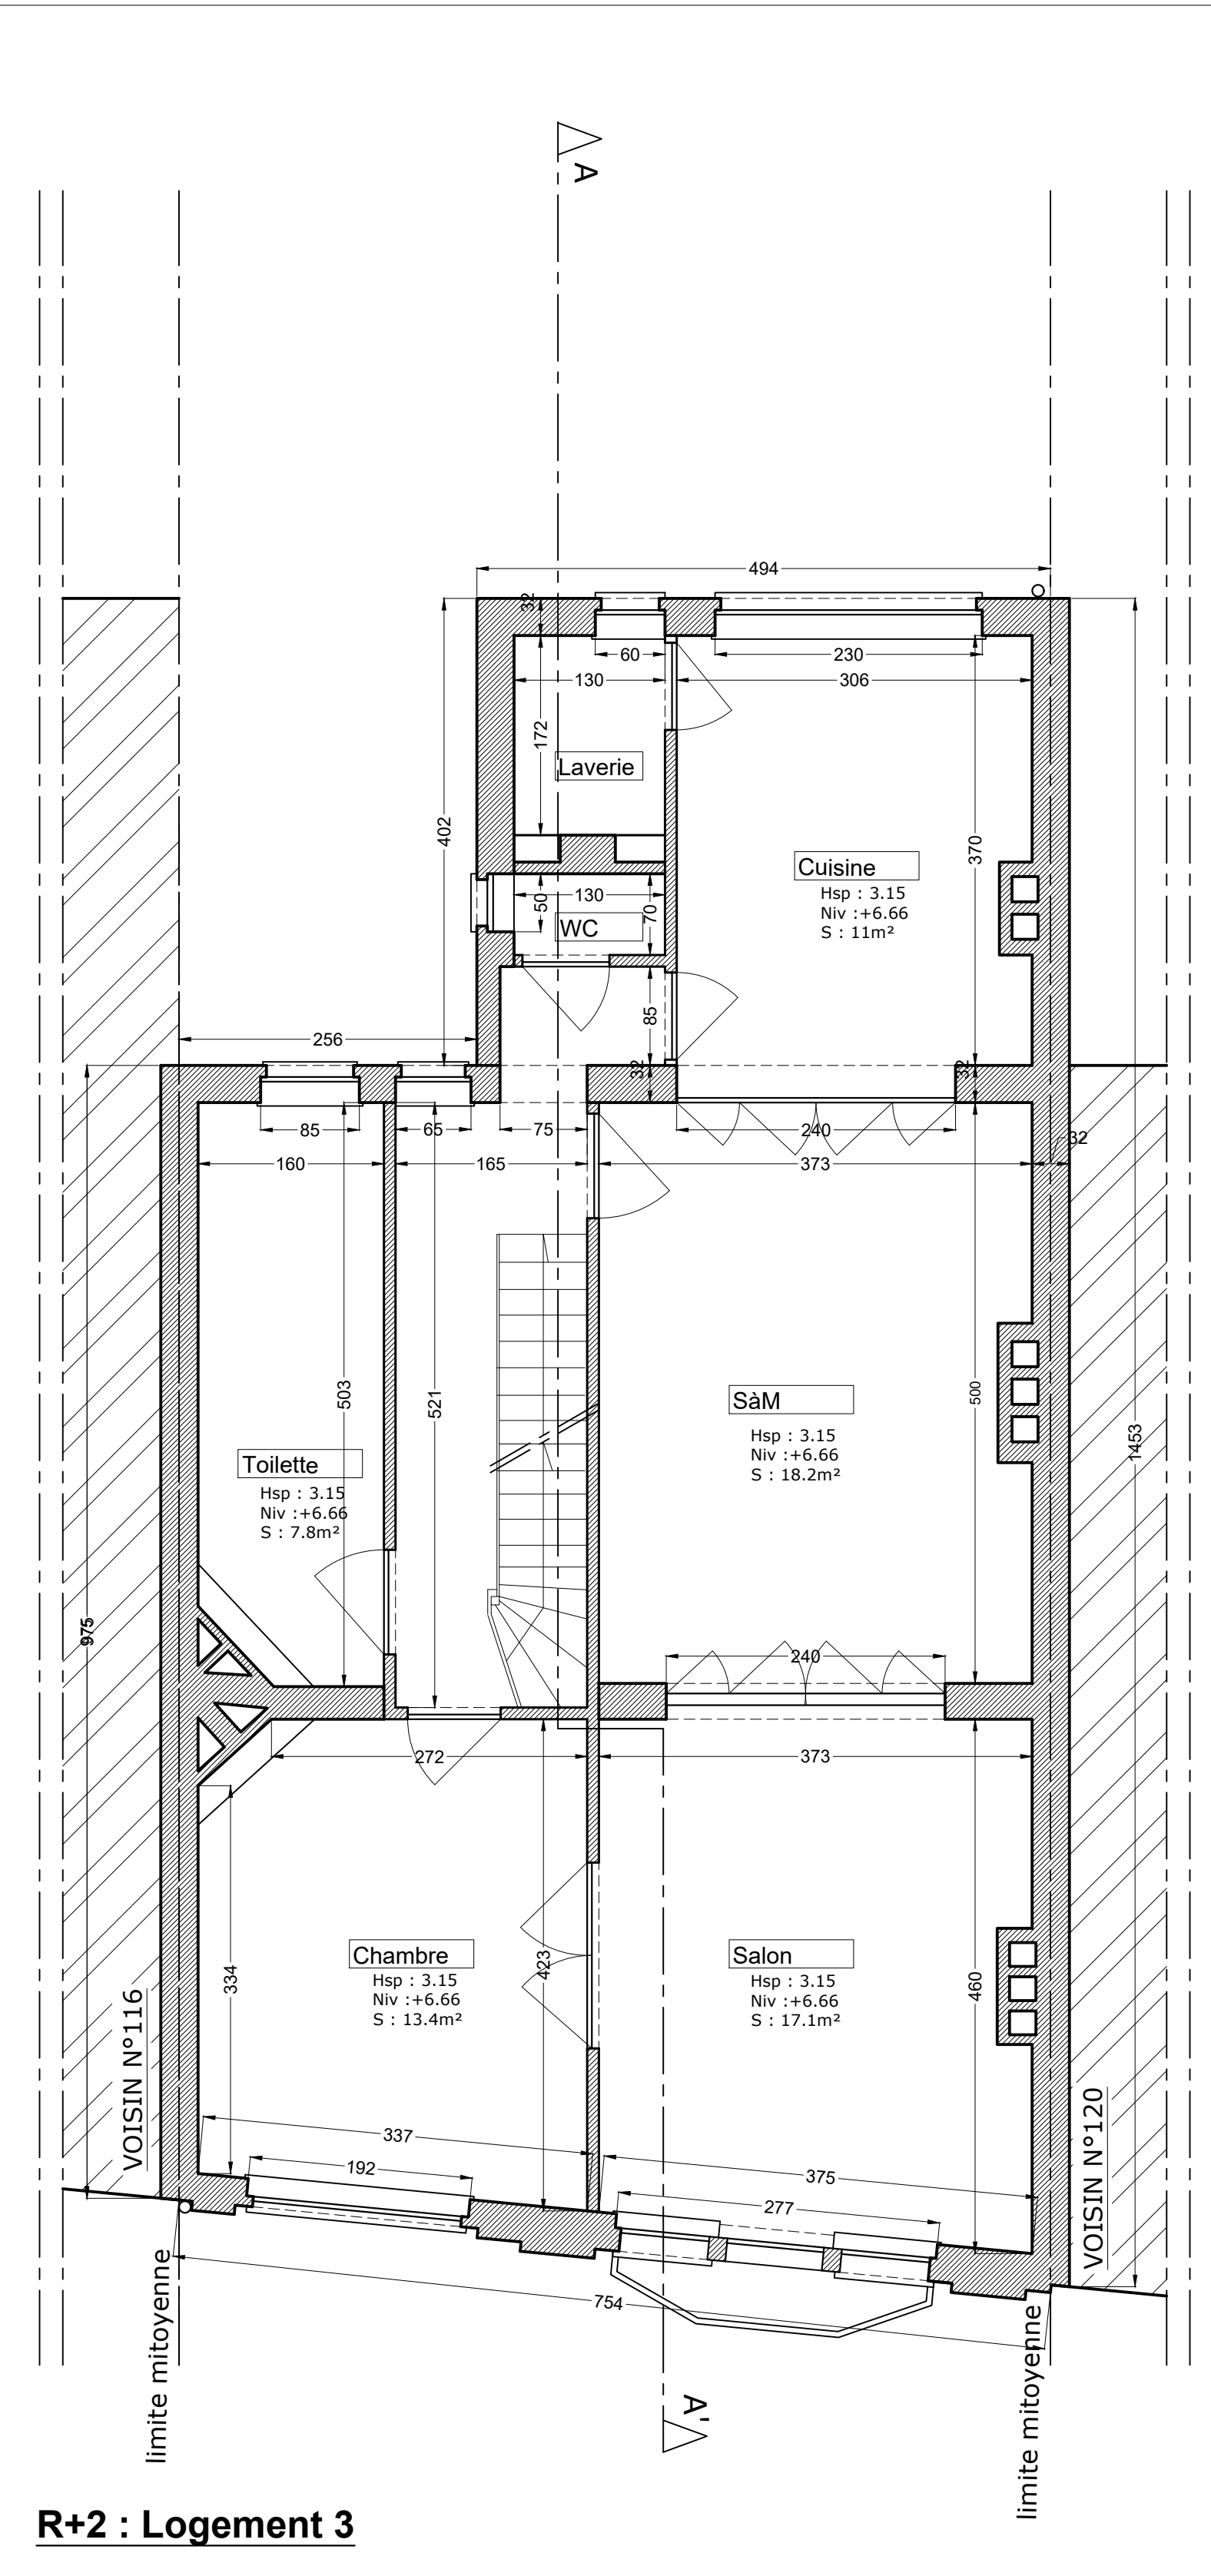 A
494
32
60
230
130
306
172
Laverie
402
370
Cuisine
Hsp : 3.15
Niv :+6.66
S : 11m²
130
50
70
WC
85
256
32
32
85
65
75
240
32
160
165
373
503
521
500
SàM
Hsp : 3.15
Niv :+6.66
S : 18.2m²
1453
Toilette
Hsp : 3.15
Niv :+6.66
S : 7.8m²
975
240
272
373
Chambre
Hsp : 3.15
Niv :+6.66
S : 13.4m²
423
334
Salon
Hsp : 3.15
Niv :+6.66
S : 17.1m²
460
VOISIN N°116
VOISIN N°120
337
192
375
277
754
limite mitoyenne
limite mitoyenne
A'
R+2 : Logement 3